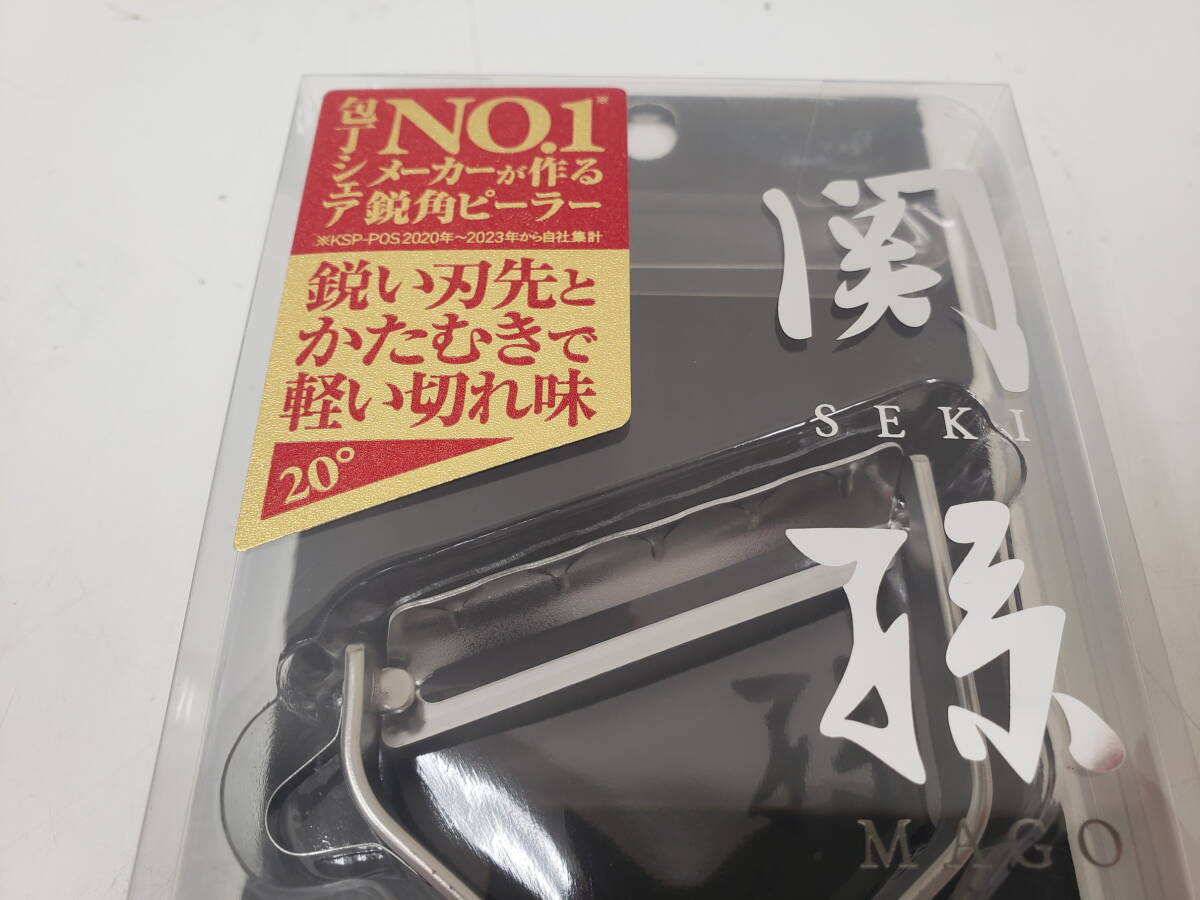 包丁シェア
NO.1※
メーカーが作る
鋭角ピーラー
※KSP-POS 2020年～2023年から自社集計
鋭い刃先と
かたむきで
軽い切れ味
20°
関
SEKI
孫
MAGO